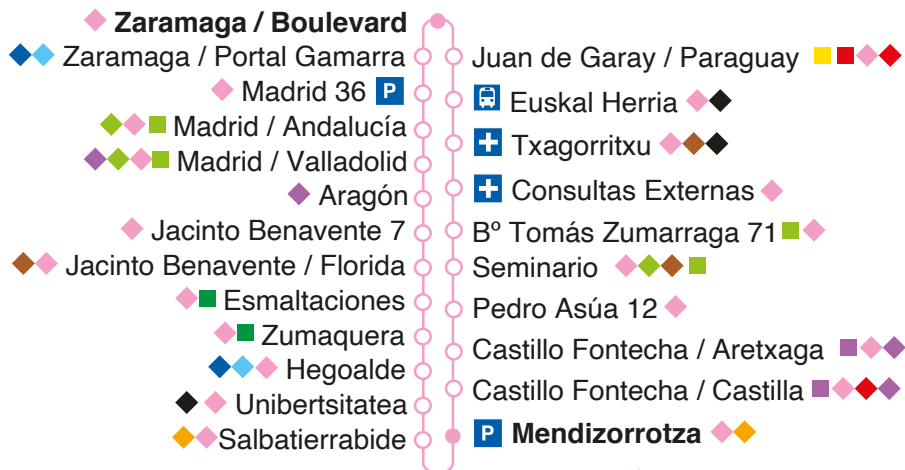 Zaramaga / Boulevard
Zaramaga / Portal Gamarra
Madrid 36 P
Madrid / Andalucía
Madrid / Valladolid
Aragón
Jacinto Benavente 7
Jacinto Benavente / Florida
Esmaltaciones
Zumaquera
Hegoalde
Unibertsitatea
Salbatierrabide
Juan de Garay / Paraguay
Euskal Herria
Txagorritxu
Consultas Externas
Bº Tomás Zumarraga 71
Seminario
Pedro Asúa 12
Castillo Fontecha / Aretxaga
Castillo Fontecha / Castilla
P Mendizorrotza